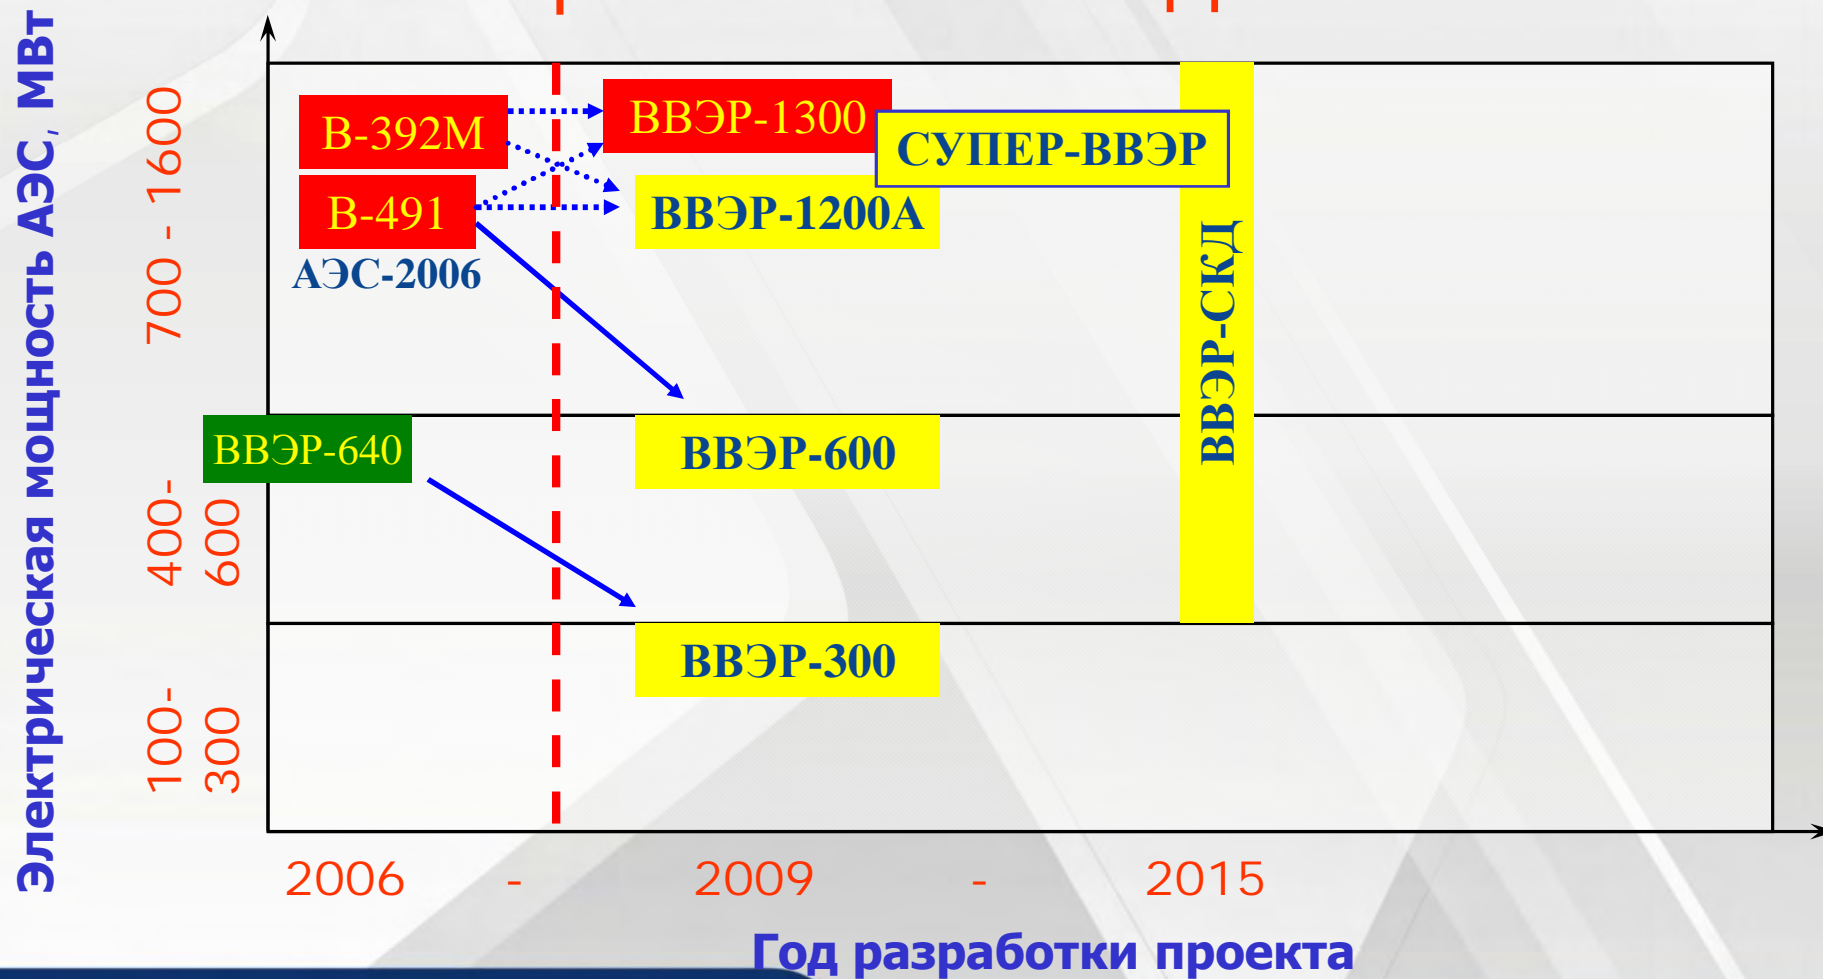 Электрическая мощность АЭС, МВт
700 - 1600
400-
600
100-
300
В-392М
ВВЭР-1300
СУПЕР-ВВЭР
В-491
ВВЭР-1200А
АЭС-2006
ВВЭР-СКД
ВВЭР-640
ВВЭР-600
ВВЭР-300
2006 - 2009 - 2015
Год разработки проекта